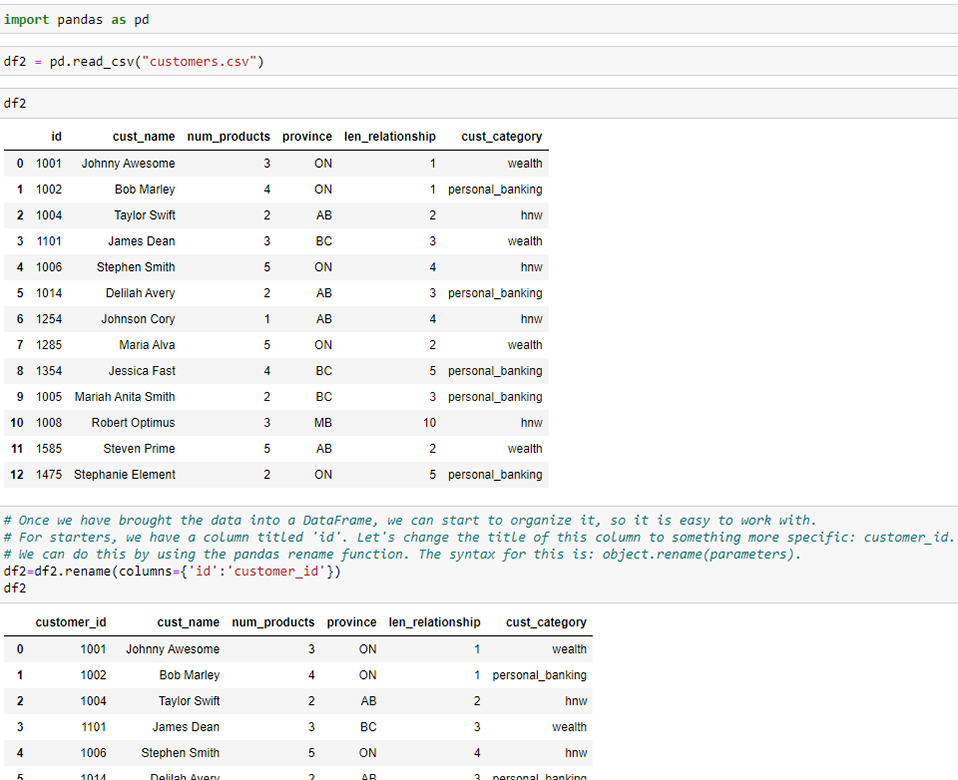 import pandas as pd
df2 = pd.read_csv("customers.csv")
df2
id cust_name num_products province len_relationship cust_category
0 1001 Johnny Awesome 3 ON 1 wealth
1 1002 Bob Marley 4 ON 1 personal_banking
2 1004 Taylor Swift 2 AB 2 hnw
3 1101 James Dean 3 BC 3 wealth
4 1006 Stephen Smith 5 ON 4 hnw
5 1014 Delilah Avery 2 AB 3 personal_banking
6 1254 Johnson Cory 1 AB 4 hnw
7 1285 Maria Alva 5 ON 2 wealth
8 1354 Jessica Fast 4 BC 5 personal_banking
9 1005 Mariah Anita Smith 2 BC 3 personal_banking
10 1008 Robert Optimus 3 MB 10 hnw
11 1585 Steven Prime 5 AB 2 wealth
12 1475 Stephanie Element 2 ON 5 personal_banking
# Once we have brought the data into a DataFrame, we can start to organize it, so it is easy to work with.
# For starters, we have a column titled 'id'. Let's change the title of this column to something more specific: customer_id.
# We can do this by using the pandas rename function. The syntax for this is: object.rename(parameters).
df2=df2.rename(columns={'id':'customer_id'})
df2
customer_id cust_name num_products province len_relationship cust_category
0 1001 Johnny Awesome 3 ON 1 wealth
1 1002 Bob Marley 4 ON 1 personal_banking
2 1004 Taylor Swift 2 AB 2 hnw
3 1101 James Dean 3 BC 3 wealth
4 1006 Stephen Smith 5 ON 4 hnw
5 1014 Delilah Avery 2 AB 3 personal_banking